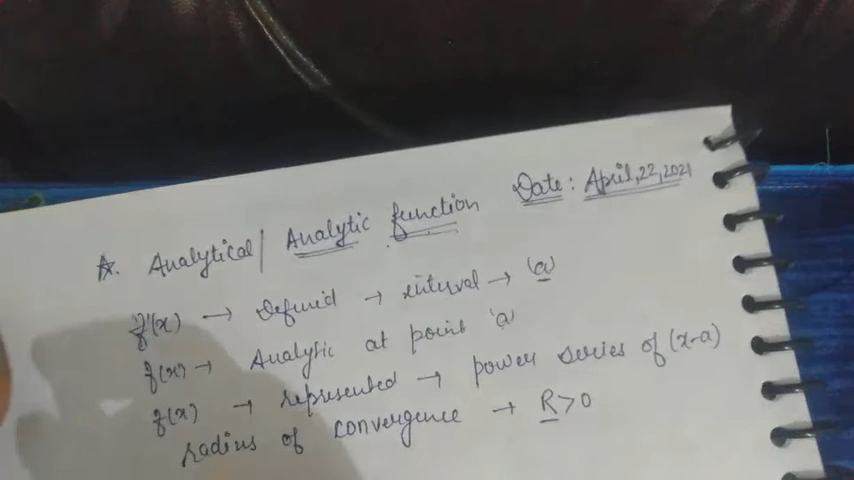 A. Analytical/ Analytic function Date: April,22,2021
f(x) → Defined → interval → 'a'
f(x) → Analytic at point 'a'
f(x) → represented → power series of (x-a)
radius of convergence → R>0